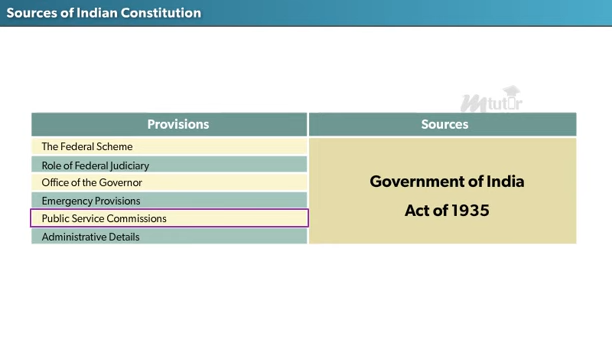 Sources of Indian Constitution
mtutor
Provisions
Sources
The Federal Scheme
Role of Federal Judiciary
Office of the Governor
Emergency Provisions
Public Service Commissions
Administrative Details
Government of India
Act of 1935